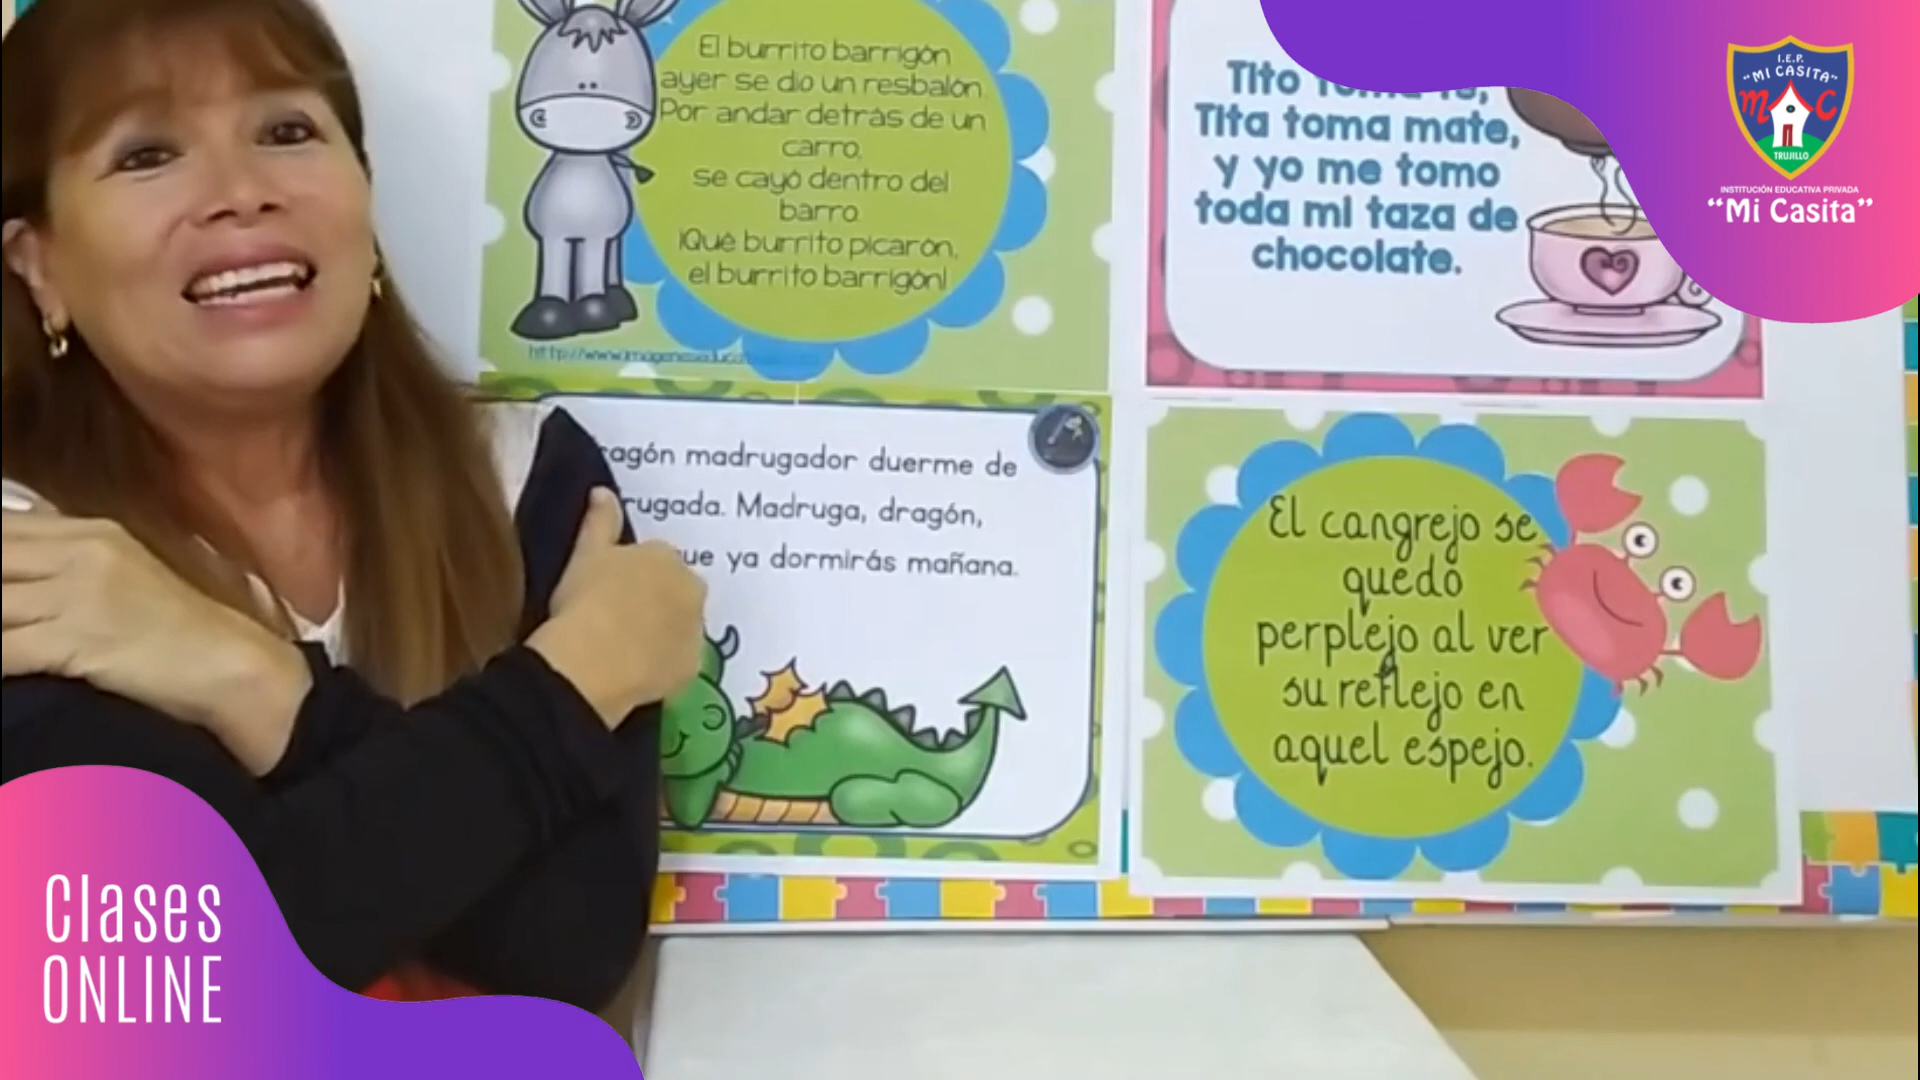 El burrito barrigón
ayer se dio un resbalón.
Por andar detrás de un
carro,
se cayó dentro del
barro.
¡Qué burrito picarón,
el burrito barrigón!
Tito
Tita toma mate,
y yo me tomo
toda mi taza de
chocolate.
madrugador duerme de
Madruga, dragón,
ya dormirás mañana.
El cangrejo se
quedó
perplejo al ver
su reflejo en
aquel espejo.
I.E.P.
"MI CASITA"
M C
TRUJILLO
INSTITUCIÓN EDUCATIVA PRIVADA
“Mi Casita”
Clases
ONLINE